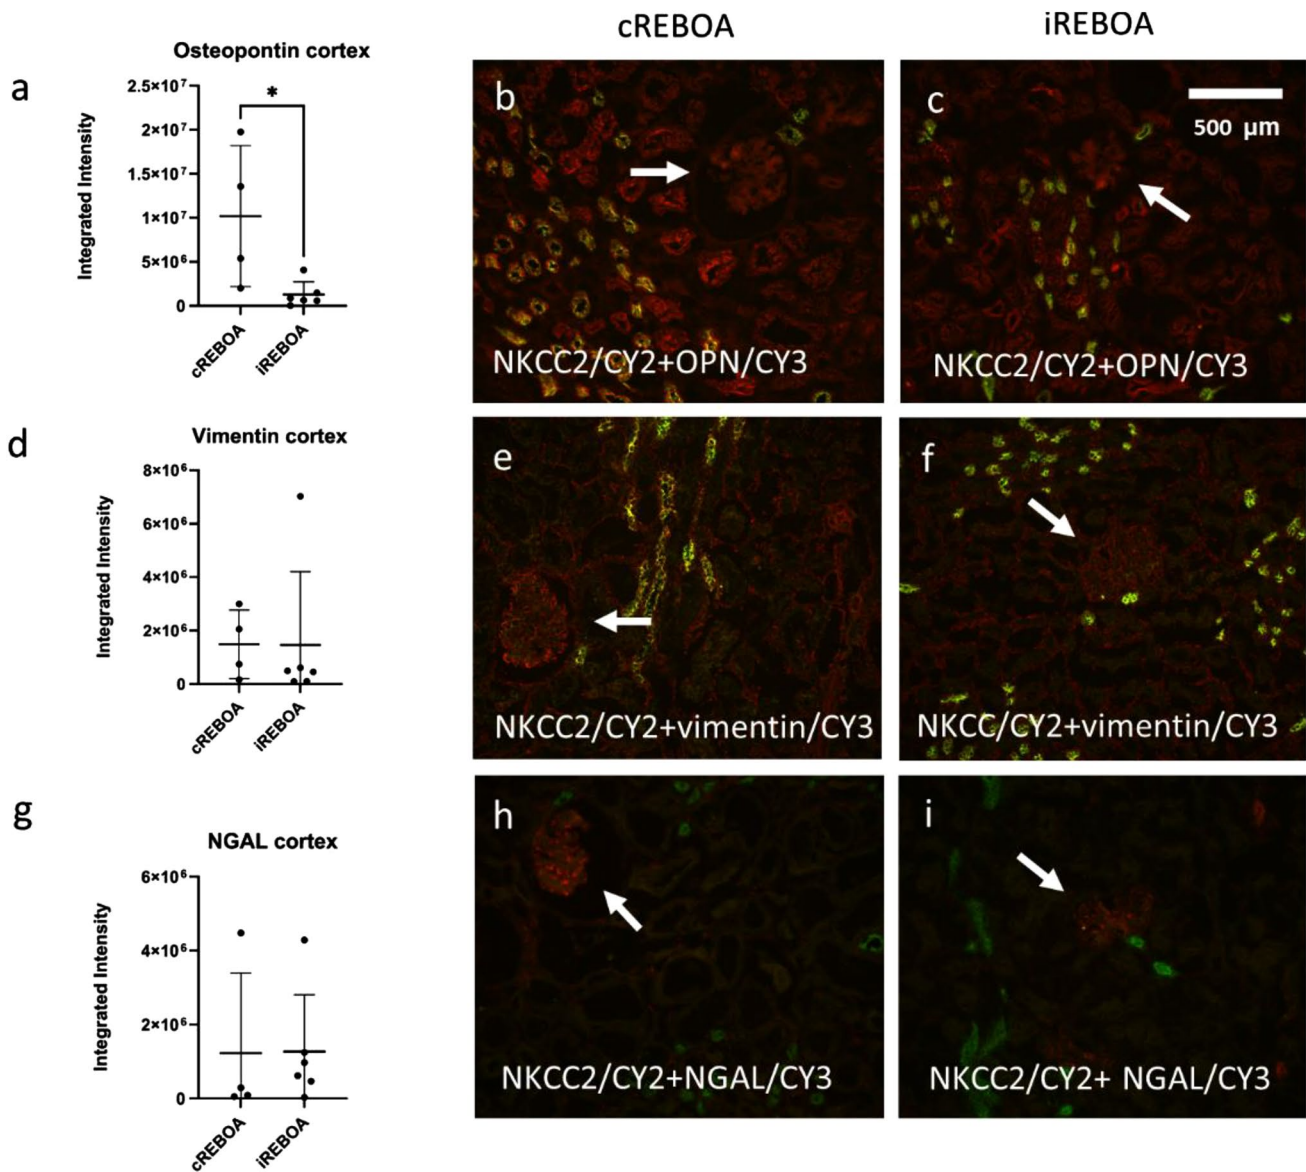 cREBOA
iREBOA
a
Osteopontin cortex
Integrated Intensity
2.5×10⁷
2×10⁷
1.5×10⁷
1×10⁷
5×10⁶
0
*
cREBOA
iREBOA
b
NKCC2/CY2+OPN/CY3
c
500 µm
NKCC2/CY2+OPN/CY3
d
Vimentin cortex
Integrated Intensity
8×10⁶
6×10⁶
4×10⁶
2×10⁶
0
cREBOA
iREBOA
e
NKCC2/CY2+vimentin/CY3
f
NKCC/CY2+vimentin/CY3
g
NGAL cortex
Integrated Intensity
6×10⁶
4×10⁶
2×10⁶
0
cREBOA
iREBOA
h
NKCC2/CY2+NGAL/CY3
i
NKCC2/CY2+ NGAL/CY3